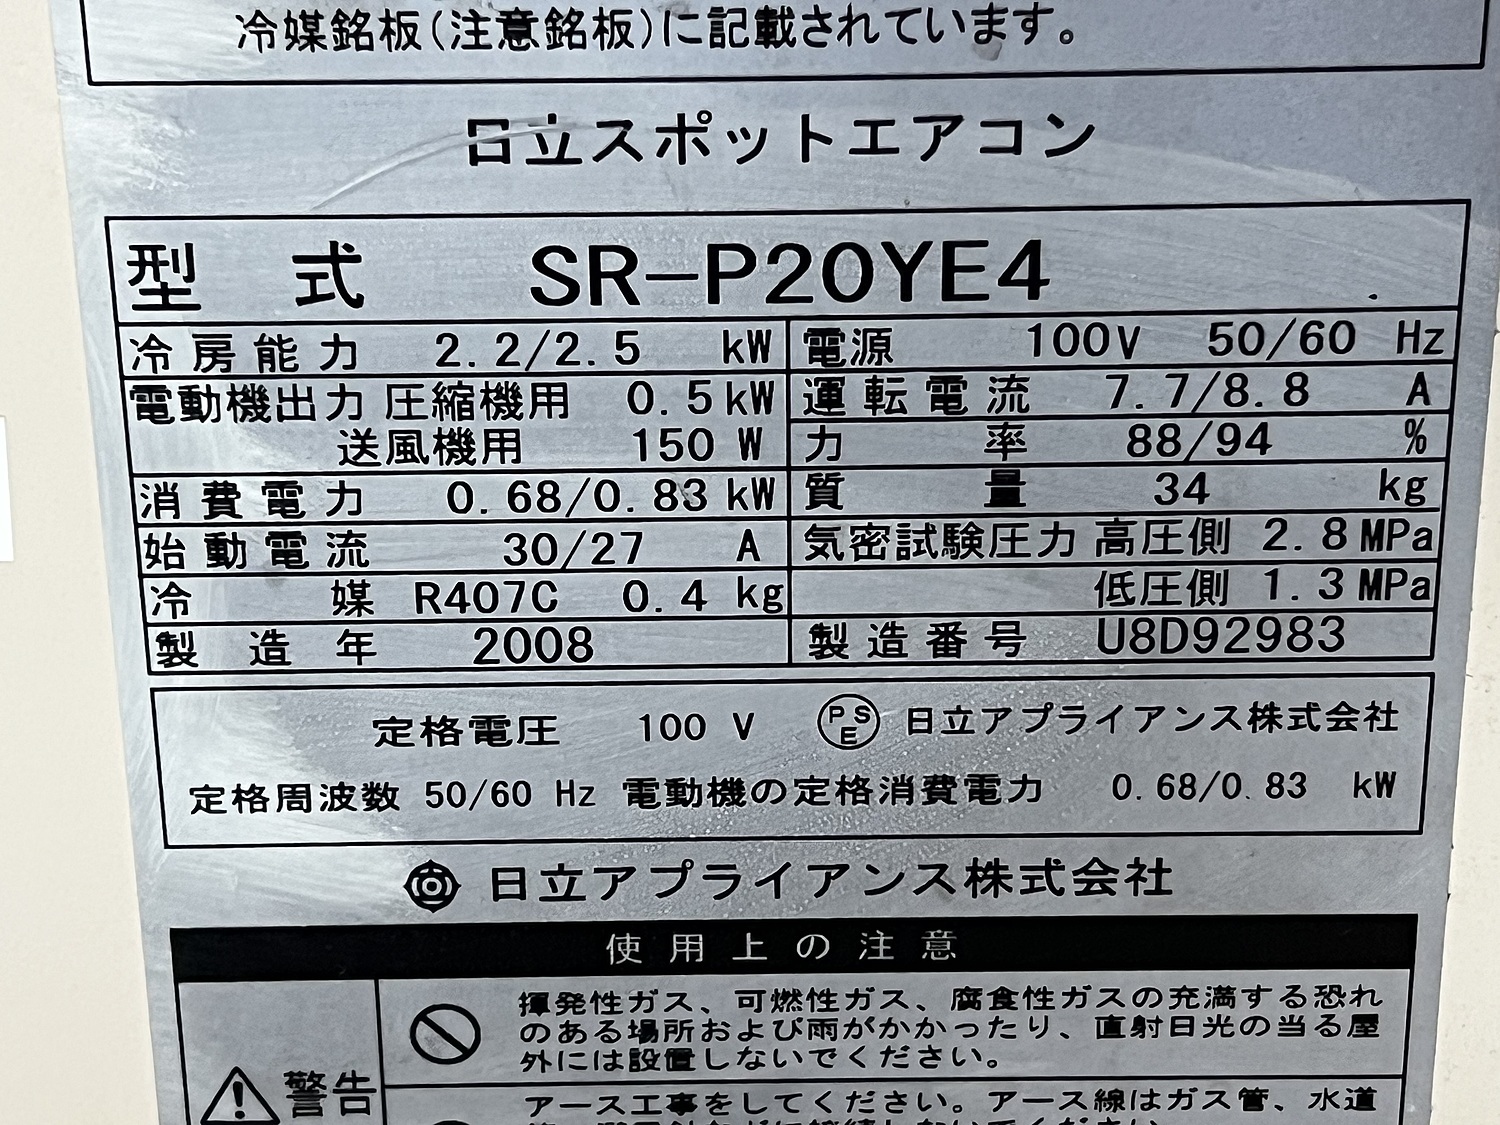 冷媒銘板(注意銘板)に記載されています。
日立スポットエアコン
型式 SR-P20YE4
冷房能力 2.2/2.5 kW 電源 100V 50/60 Hz
電動機出力 圧縮機用 0.5kW 運転電流 7.7/8.8 A
送風機用 150 W 力率 88/94 %
消費電力 0.68/0.83 kW 質量 34 kg
始動電流 30/27 A 気密試験圧力 高圧側 2.8MPa
冷媒 R407C 0.4 kg 低圧側 1.3MPa
製造年 2008 製造番号 U8D92983
定格電圧 100 V PSE 日立アプライアンス株式会社
定格周波数 50/60 Hz 電動機の定格消費電力 0.68/0.83 kW
日立アプライアンス株式会社
使用上の注意
揮発性ガス、可燃性ガス、腐食性ガスの充満する恐れ
のある場所および雨がかかったり、直射日光の当る屋
外には設置しないでください。
警告
アース工事をしてください。アース線はガス管、水道